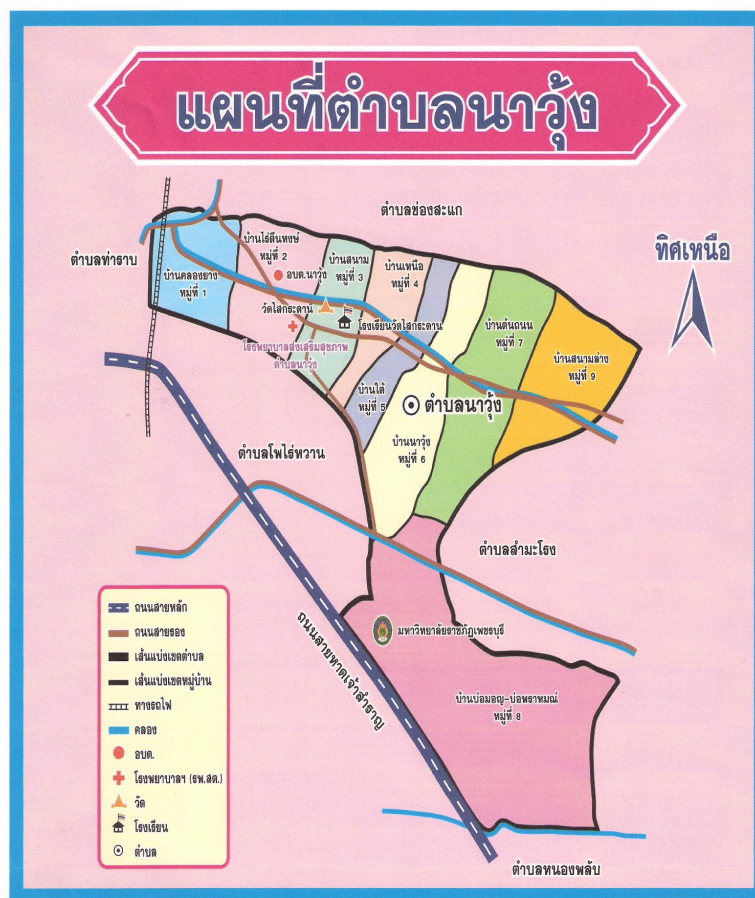 แผนที่ตำบลนาวุ้ง
ตำบลช่องสะแก
ทิศเหนือ
ตำบลท่าราบ
บ้านคลองยาง
หมู่ที่ 1
บ้านไร่ตีนทงษ์
หมู่ที่ 2
อบต.นาวุ้ง
บ้านสนาม
หมู่ที่ 3
บ้านเหนือ
หมู่ที่ 4
วัดไสกระดาน
โรงเรียนวัดไสกระดาน
โรงพยาบาลส่งเสริมสุขภาพ
ตำบลนาวุ้ง
บ้านต้นถนน
หมู่ที่ 7
บ้านสนามล่าง
หมู่ที่ 9
บ้านใต้
หมู่ที่ 5
ตำบลนาวุ้ง
บ้านนาวุ้ง
หมู่ที่ 6
ตำบลโพไร่หวาน
ตำบลสำมะโรง
มหาวิทยาลัยราชภัฏเพชรบุรี
ถนนสายหาดเจ้าสำราญ
บ้านบ่อมอญ-บ่อพราหมณ์
หมู่ที่ 8
ตำบลหนองพลับ
ถนนสายหลัก
ถนนสายรอง
เส้นแบ่งเขตตำบล
เส้นแบ่งเขตหมู่บ้าน
ทางรถไฟ
คลอง
อบต.
โรงพยาบาลฯ (รพ.สต.)
วัด
โรงเรียน
ตำบล